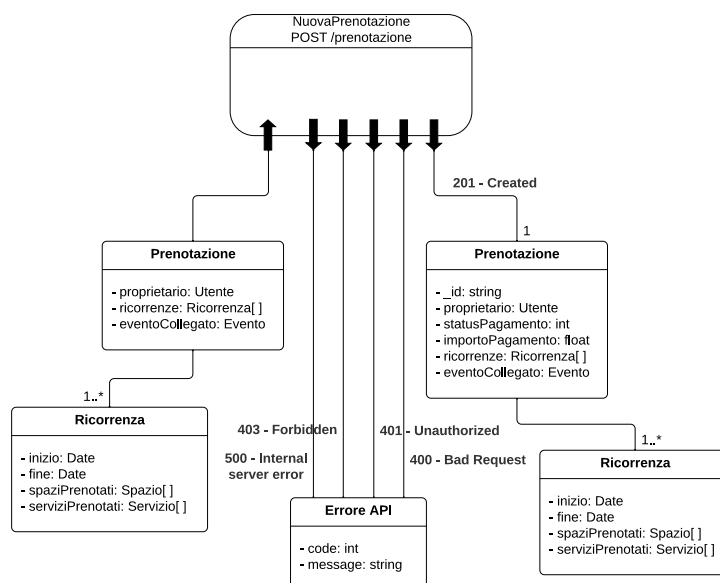 NuovaPrenotazione
POST /prenotazione
201 - Created
1
Prenotazione
- proprietario: Utente
- ricorrenze: Ricorrenza[ ]
- eventoCollegato: Evento
Prenotazione
- _id: string
- proprietario: Utente
- statusPagamento: int
- importoPagamento: float
- ricorrenze: Ricorrenza[ ]
- eventoCollegato: Evento
1..*
Ricorrenza
- inizio: Date
- fine: Date
- spaziPrenotati: Spazio[ ]
- serviziPrenotati: Servizio[ ]
403 - Forbidden
500 - Internal
server error
401 - Unauthorized
400 - Bad Request
1..*
Ricorrenza
- inizio: Date
- fine: Date
- spaziPrenotati: Spazio[ ]
- serviziPrenotati: Servizio[ ]
Errore API
- code: int
- message: string